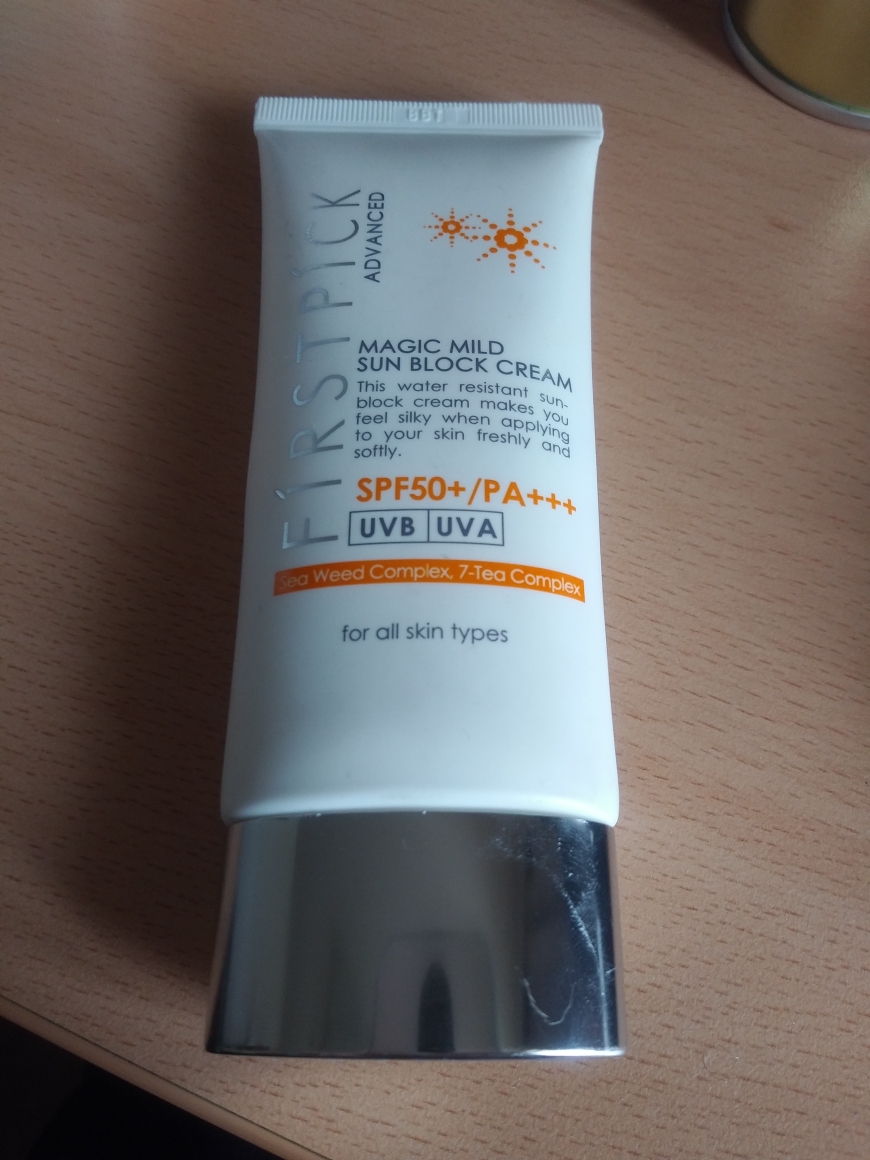 FIRSTPICK
ADVANCED
MAGIC MILD
SUN BLOCK CREAM
This water resistant sun-
block cream makes you
feel silky when applying
to your skin freshly and
softly.
SPF50+/PA+++
UVB UVA
Sea Weed Complex, 7-Tea Complex
for all skin types